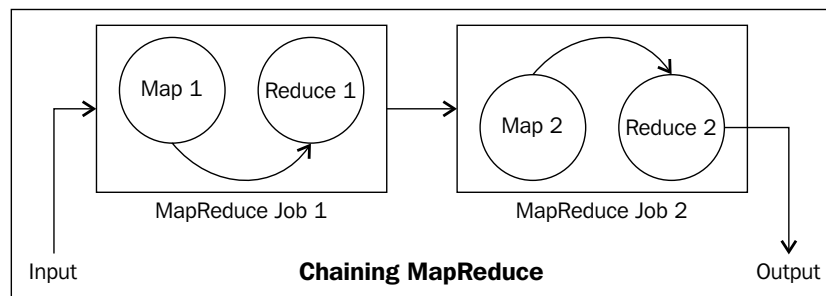 Map 1
Reduce 1
Map 2
Reduce 2
MapReduce Job 1
MapReduce Job 2
Input
Chaining MapReduce
Output